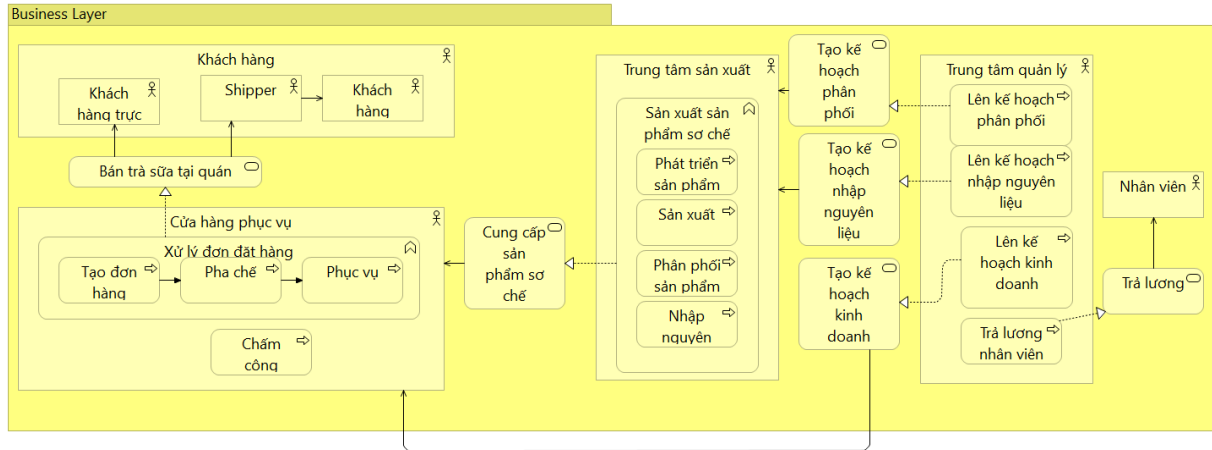 Business Layer
Khách hàng
Khách
hàng trực
Shipper
Khách
hàng
Bán trà sữa tại quán
Cửa hàng phục vụ
Xử lý đơn đặt hàng
Tạo đơn
hàng
Pha chế
Phục vụ
Chấm
công
Cung cấp
sản
phẩm sơ
chế
Trung tâm sản xuất
Sản xuất sản
phẩm sơ chế
Phát triển
sản phẩm
Sản xuất
Phân phối
sản phẩm
Nhập
nguyên
Tạo kế
hoạch
phân
phối
Tạo kế
hoạch
nhập
nguyên
liệu
Tạo kế
hoạch
kinh
doanh
Trung tâm quản lý
Lên kế hoạch
phân phối
Lên kế hoạch
nhập nguyên
liệu
Lên kế
hoạch kinh
doanh
Trả lương
nhân viên
Nhân viên
Trả lương